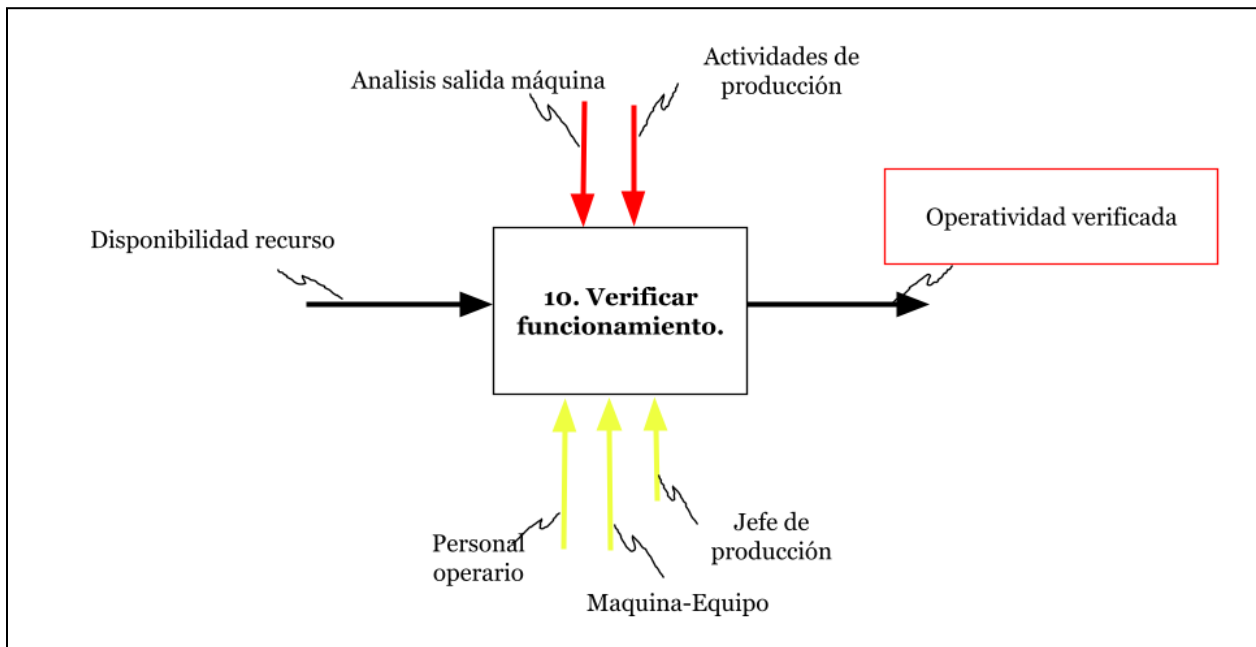 Analisis salida máquina
Actividades de
producción
Disponibilidad recurso
Operatividad verificada
10. Verificar
funcionamiento.
Personal
operario
Jefe de
producción
Maquina-Equipo